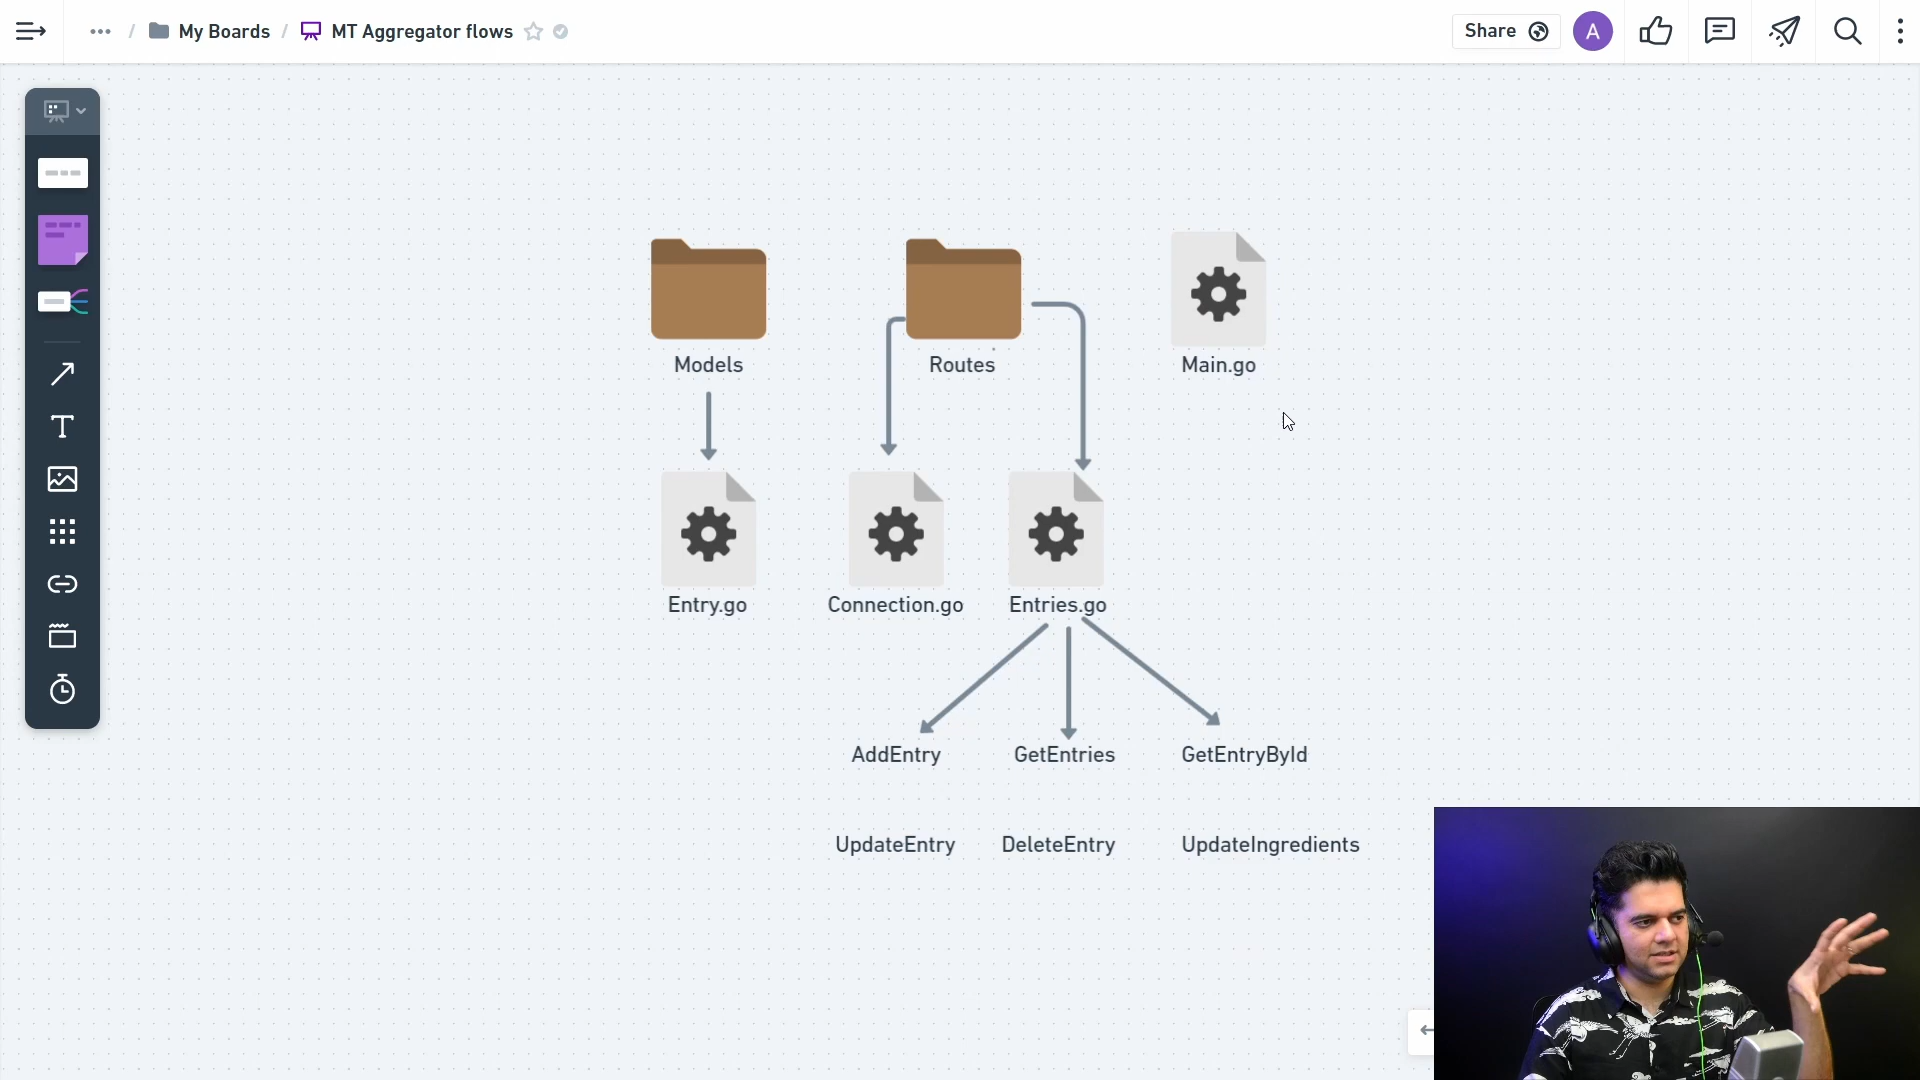 ... / My Boards / MT Aggregator flows
Share
A
T
Models
Routes
Main.go
Entry.go
Connection.go
Entries.go
AddEntry
GetEntries
GetEntryById
UpdateEntry
DeleteEntry
UpdateIngredients